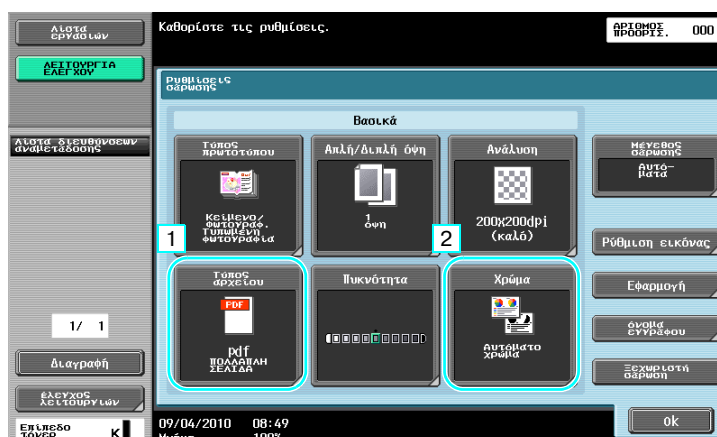 Λίστα
εργασιών
Καθορίστε τις ρυθμίσεις.
ΑΡΙΘΜΟΣ
ΠΡΟΟΡΙΣ.
000
ΛΕΙΤΟΥΡΓΙΑ
ΕΛΕΓΧΟΥ
Ρυθμίσεις
σάρωσης
Βασικά
Λίστα διευθύνσεων
αναμετάδοσης
Τύπος
πρωτοτύπου
Απλή/Διπλή όψη
Ανάλυση
Μέγεθος
σάρωσης
Αυτό-
ματα
Κείμενο/
φωτογραφ.
Τυπωμένη
φωτογραφία
1
όψη
200X200dpi
(καλό)
1
2
Ρύθμιση εικόνας
Τύπος
αρχείου
Πυκνότητα
Χρώμα
Εφαρμογή
PDF
pdf
ΠΟΛΛΑΠΛΗ
ΣΕΛΙΔΑ
Αυτόματο
χρώμα
όνομα
εγγράφου
1/ 1
Διαγραφή
Ξεχωριστή
σάρωση
έλεγχος
λειτουργιών
Επίπεδο
τόνερ
K
09/04/2010 08:49
Μνήμη 100%
ok